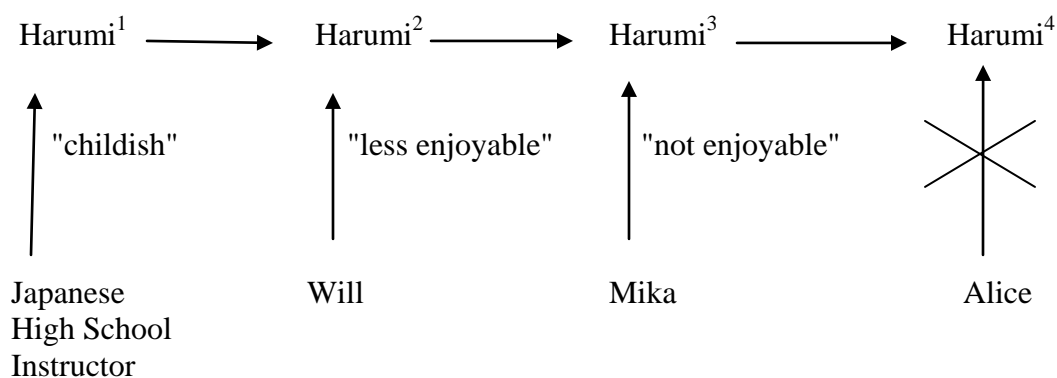 Harumi¹ Harumi² Harumi³ Harumi⁴
"childish" "less enjoyable" "not enjoyable"
Japanese Will Mika Alice
High School
Instructor